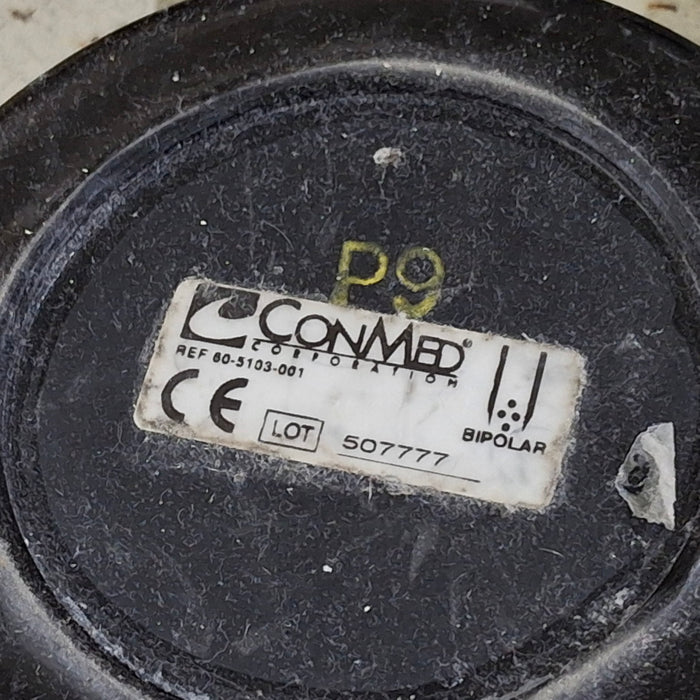 P9
CONMED®
CORPORATION
REF 60-5103-001
CE
LOT 507777
BIPOLAR